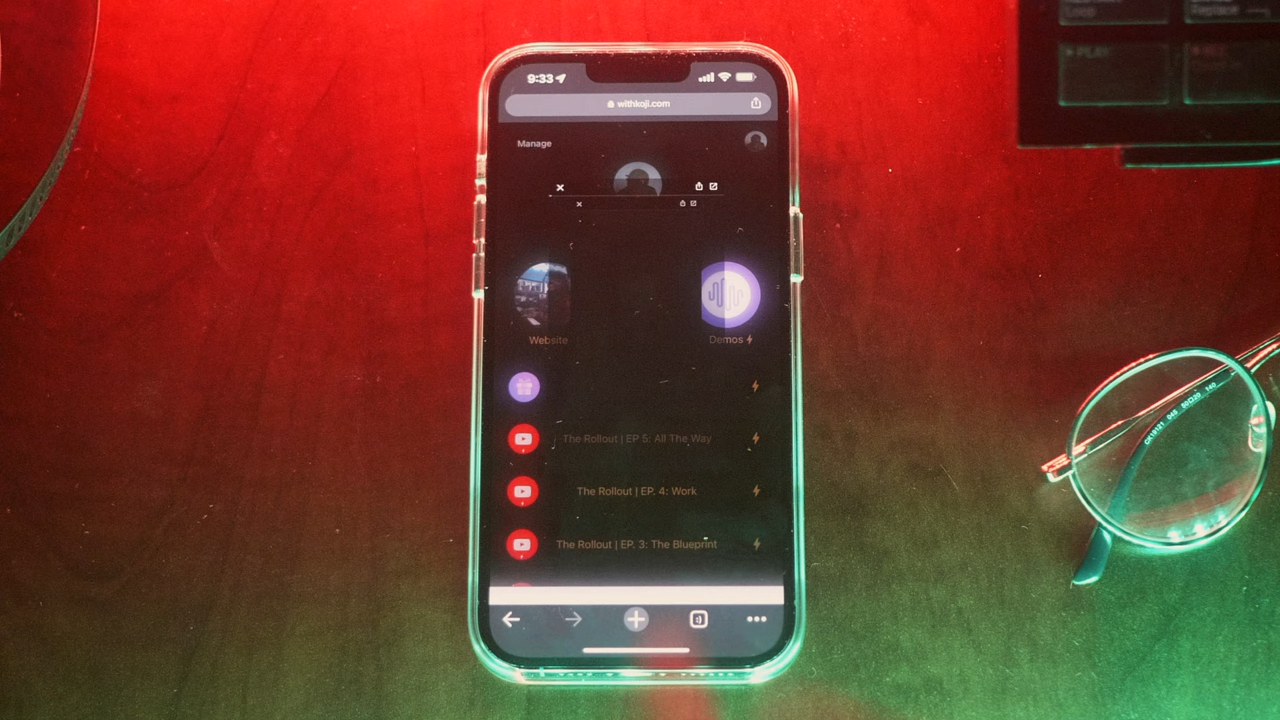 9:33
withkoji.com
Manage
Website
Demos
The Rollout | EP 5: All The Way
The Rollout | EP. 4: Work
The Rollout | EP. 3: The Blueprint
PLAY